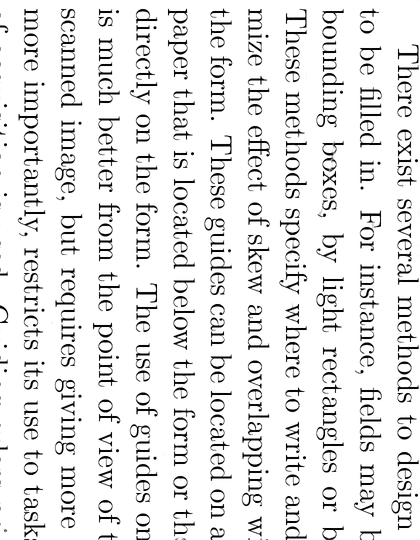 There exist several methods to design
to be filled in. For instance, fields may
bounding boxes, by light rectangles or
These methods specify where to write and
mize the effect of skew and overlapping
the form. These guides can be located on a
paper that is located below the form or
directly on the form. The use of guides on
is much better from the point of view of
scanned image, but requires giving more
more importantly, restricts its use to tasks